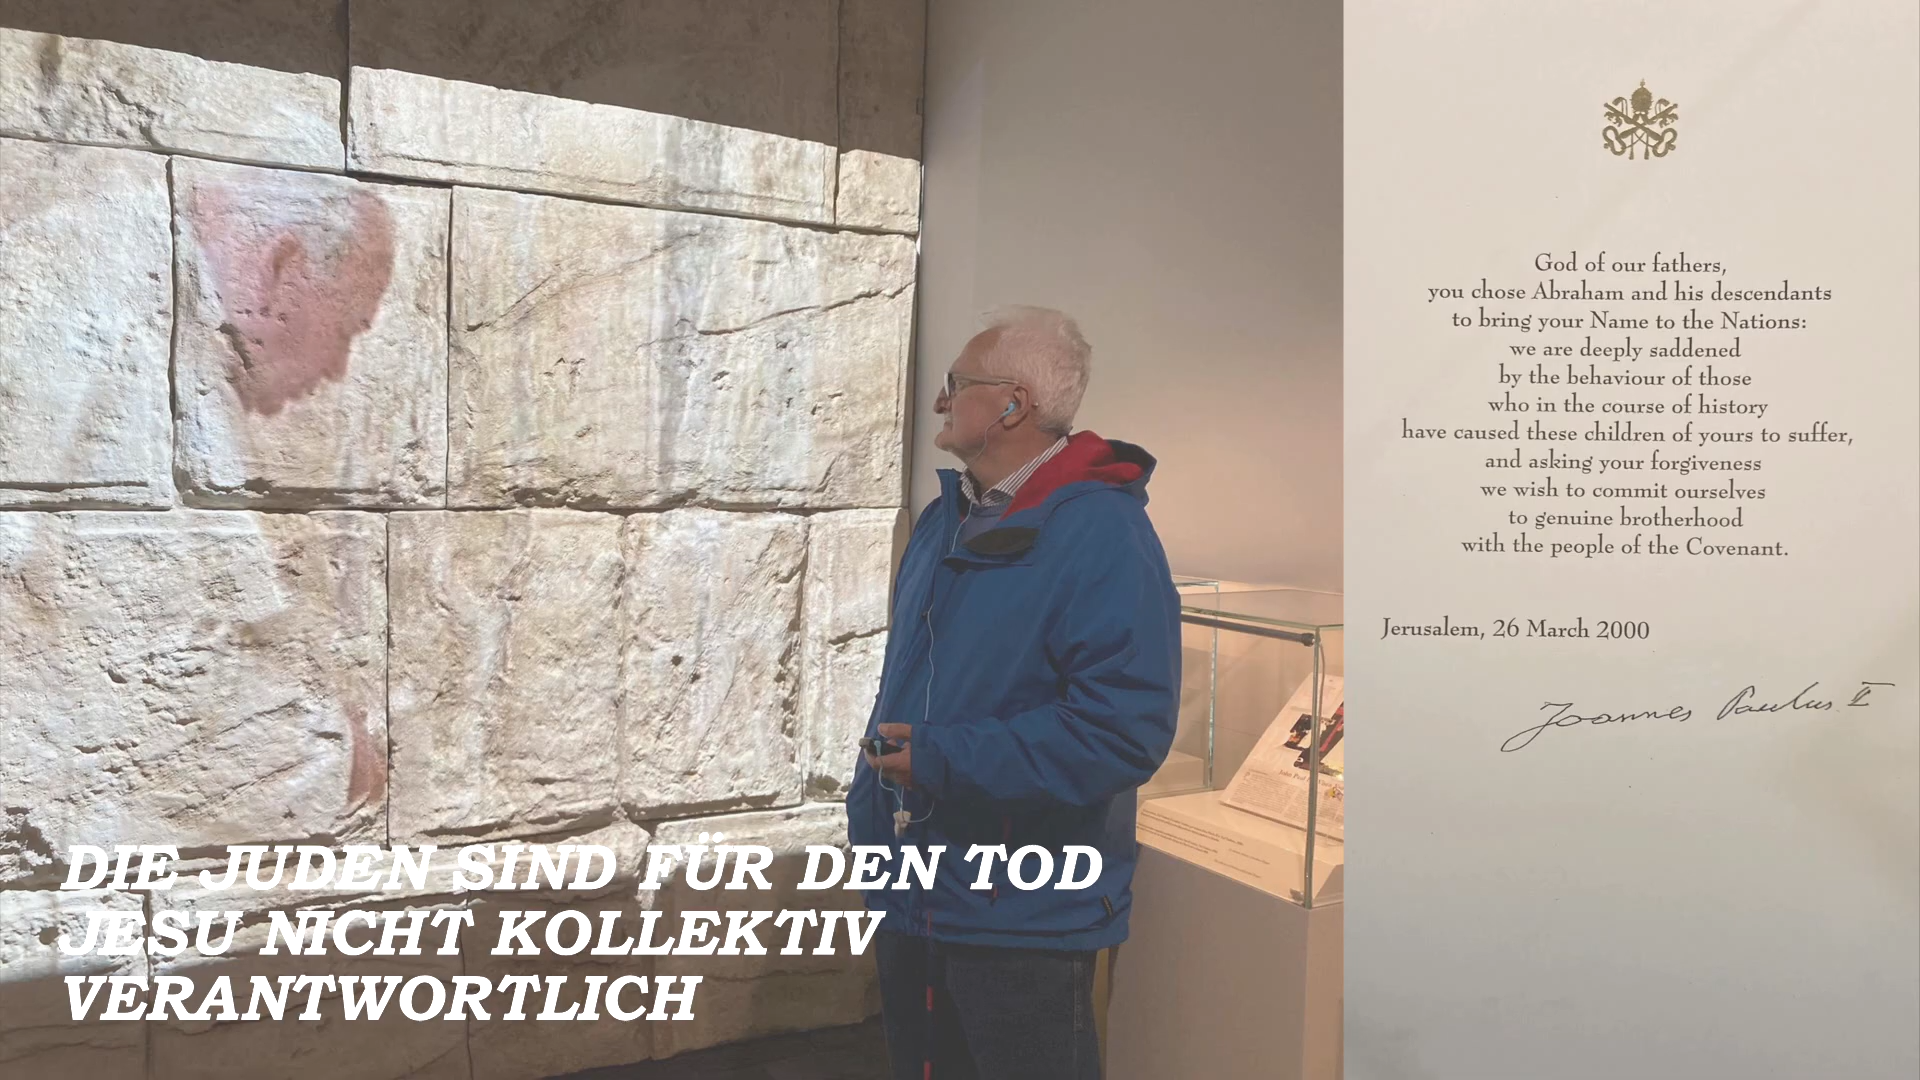 God of our fathers,
you chose Abraham and his descendants
to bring your Name to the Nations:
we are deeply saddened
by the behaviour of those
who in the course of history
have caused these children of yours to suffer,
and asking your forgiveness
we wish to commit ourselves
to genuine brotherhood
with the people of the Covenant.
Jerusalem, 26 March 2000
Joannes Paulus II
DIE JUDEN SIND FÜR DEN TOD
JESU NICHT KOLLEKTIV
VERANTWORTLICH